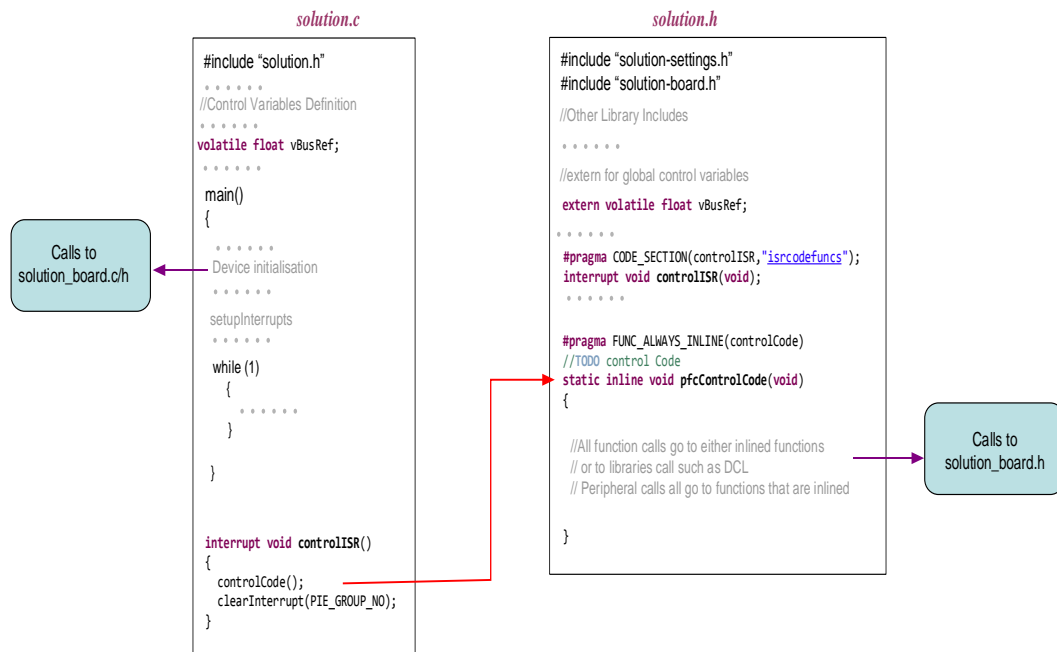 solution.c
#include “solution.h”
• • • • • •
//Control Variables Definition
• • • • • •
volatile float vBusRef;
• • • • • •
main()
{
• • • • • •
Device initialisation
• • • • • •
setupInterrupts
• • • • • •
while (1)
{
• • • • • •
}
}
interrupt void controlISR()
{
controlCode();
clearInterrupt(PIE_GROUP_NO);
}
Calls to
solution_board.c/h
solution.h
#include “solution-settings.h”
#include “solution-board.h”
//Other Library Includes
• • • • • •
//extern for global control variables
extern volatile float vBusRef;
• • • • • •
#pragma CODE_SECTION(controlISR,"isrcodefuncs");
interrupt void controlISR(void);
• • • • • •
#pragma FUNC_ALWAYS_INLINE(controlCode)
//TODO control Code
static inline void pfcControlCode(void)
{
//All function calls go to either inlined functions
// or to libraries call such as DCL
// Peripheral calls all go to functions that are inlined
}
Calls to
solution_board.h